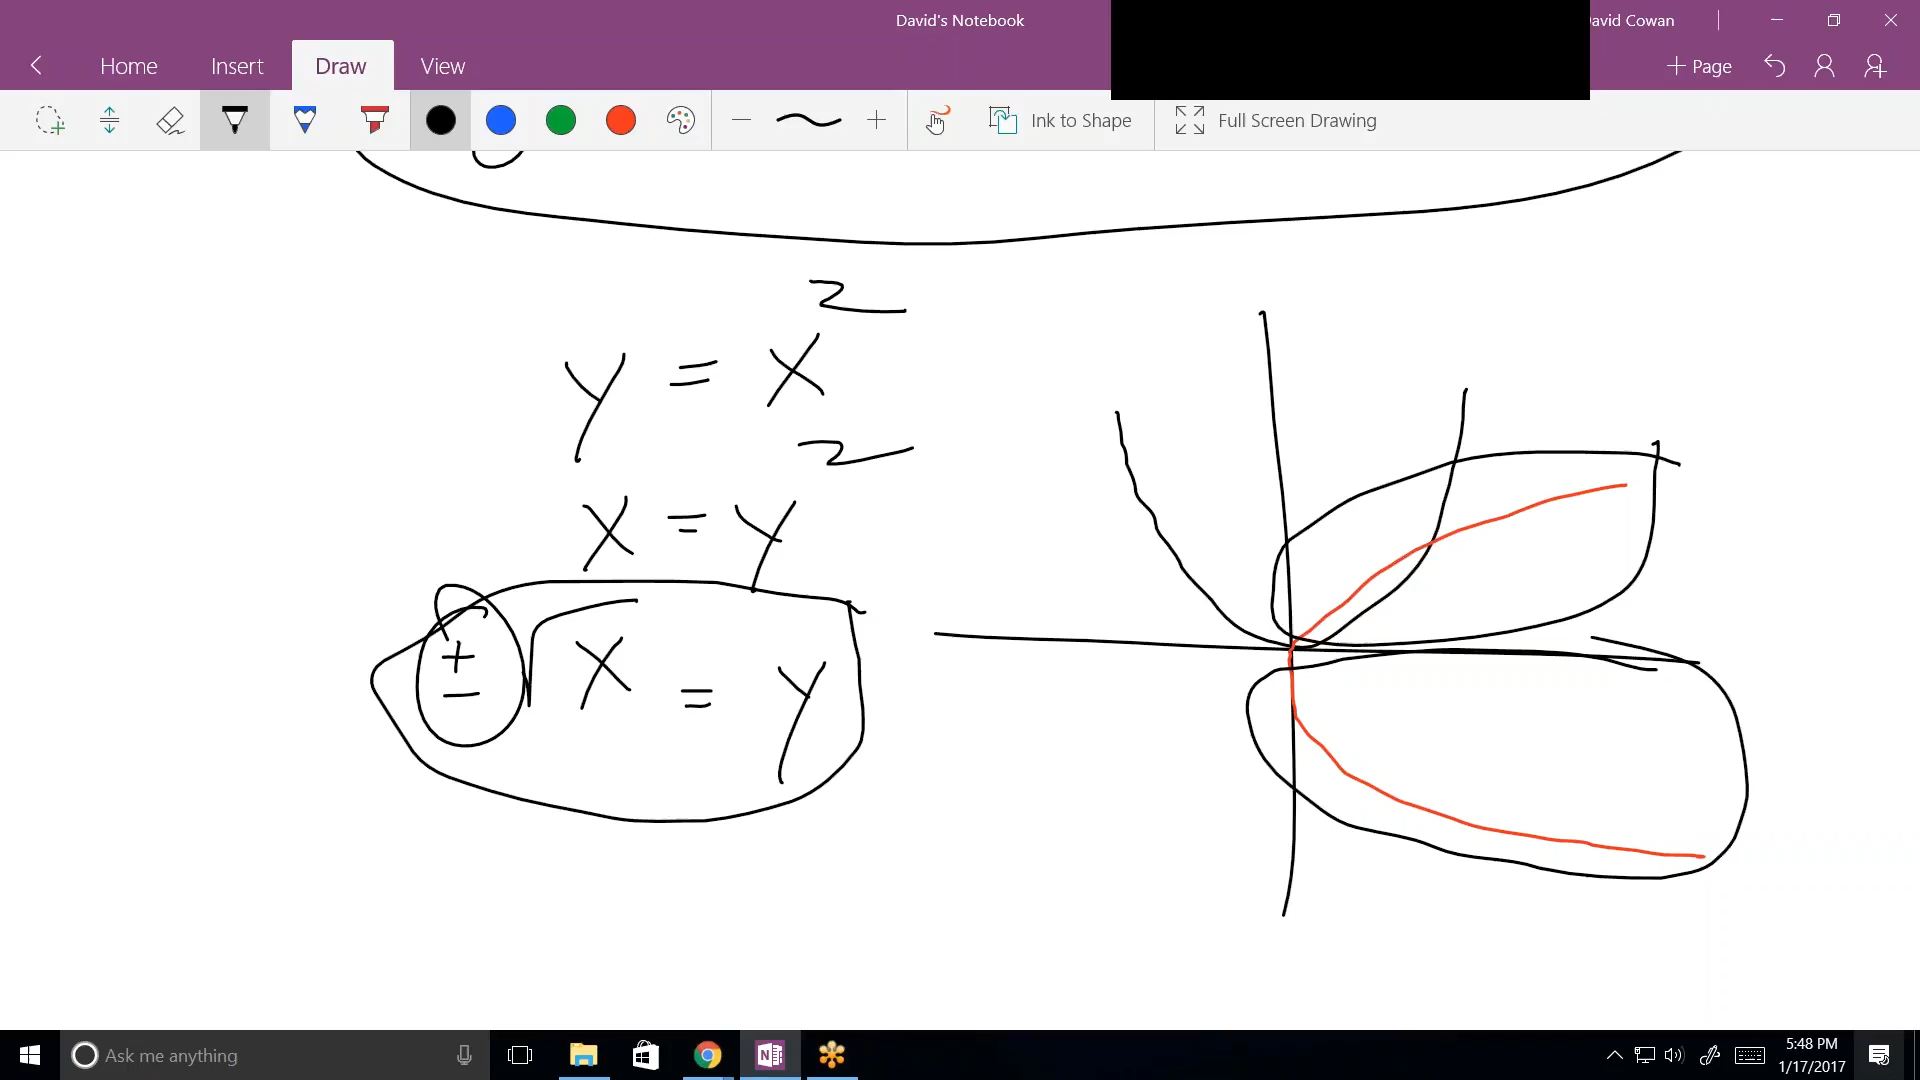 David's Notebook
avid Cowan
Home Insert Draw View
Page
Ink to Shape
Full Screen Drawing
y = x²
x = y²
±√x = y
Ask me anything
N
5:48 PM
1/17/2017